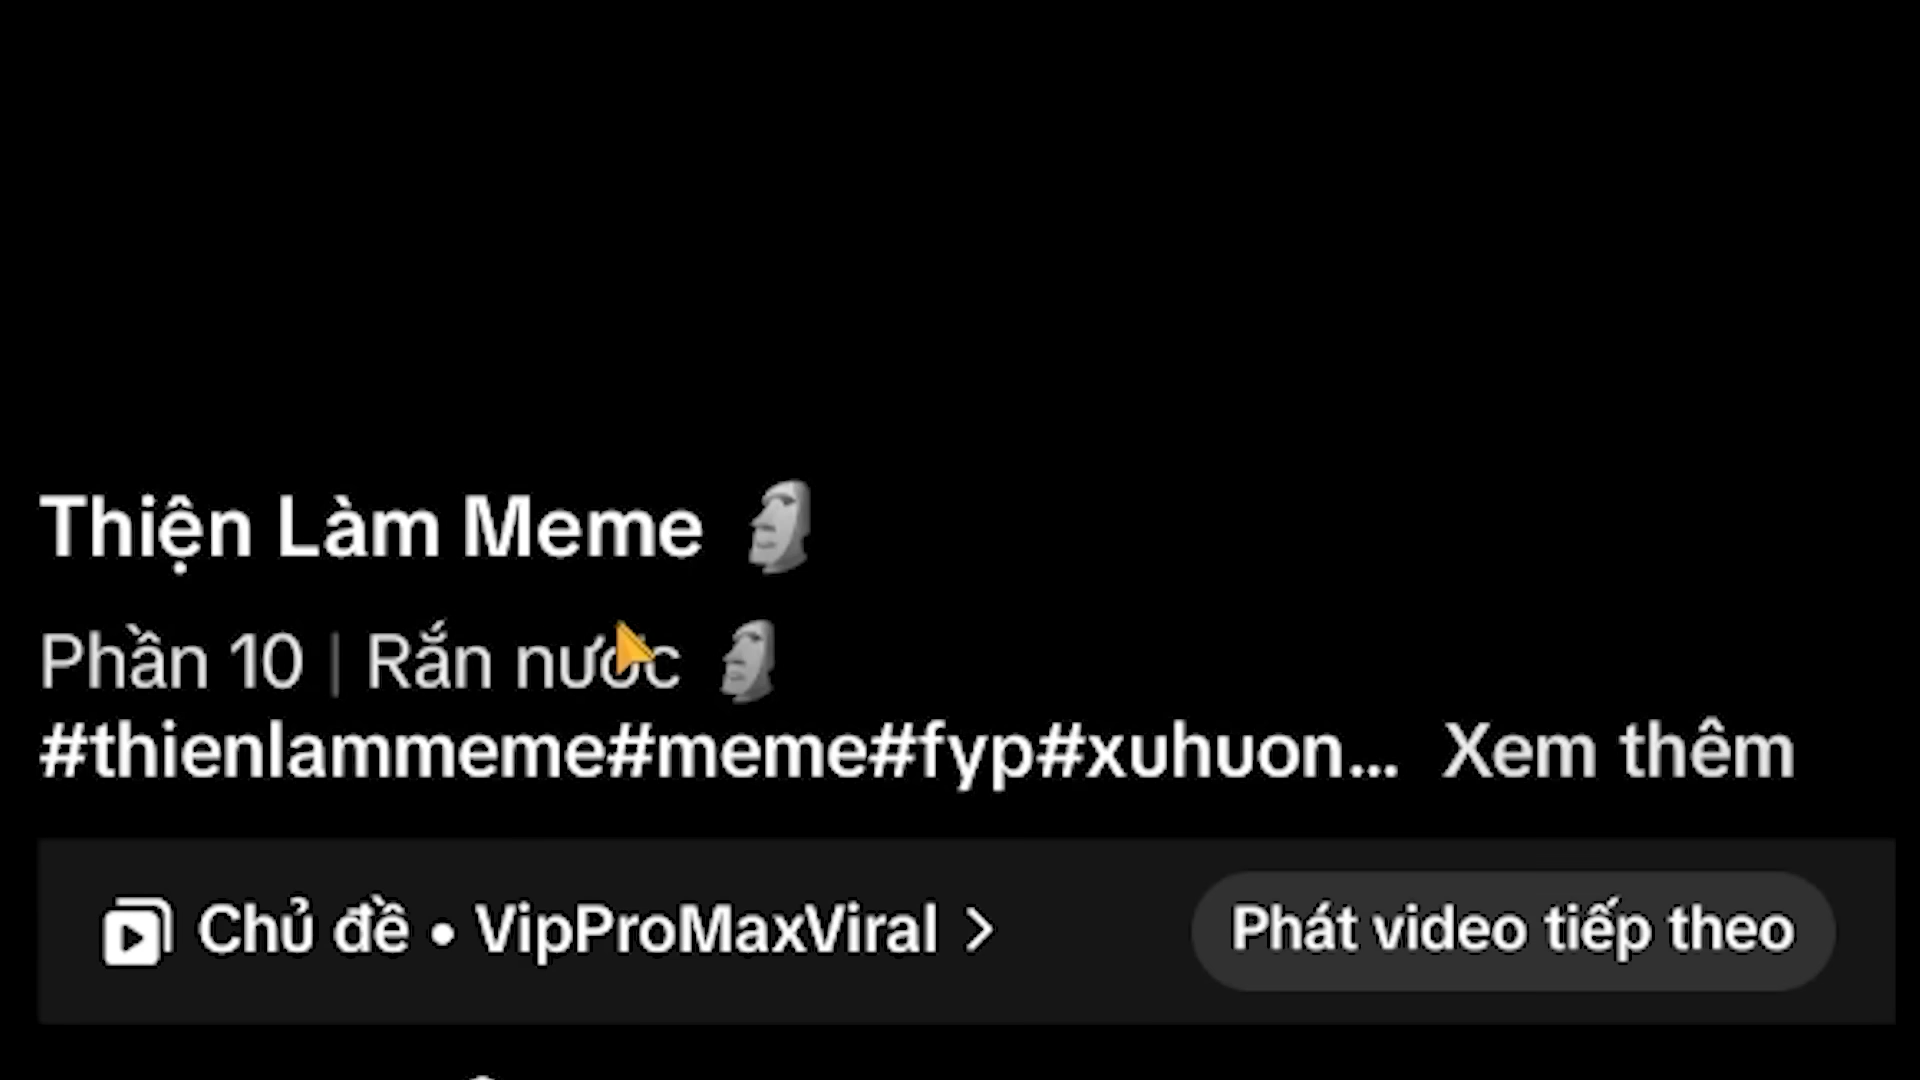 Thiện Làm Meme 🗿
Phần 10 | Rắn nước 🗿
#thienlammeme#meme#fyp#xuhuon... Xem thêm
Chủ đề • VipProMaxViral >
Phát video tiếp theo